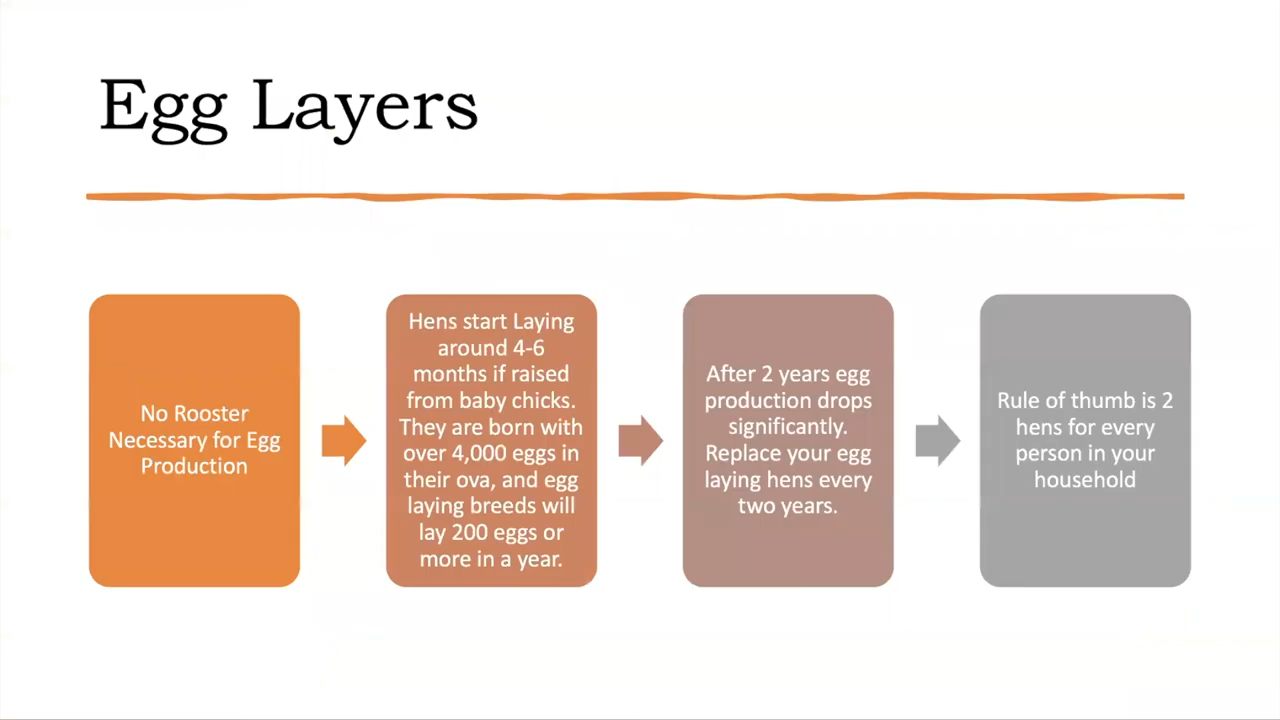 Egg Layers
No Rooster
Necessary for Egg
Production
Hens start Laying
around 4-6
months if raised
from baby chicks.
They are born with
over 4,000 eggs in
their ova, and egg
laying breeds will
lay 200 eggs or
more in a year.
After 2 years egg
production drops
significantly.
Replace your egg
laying hens every
two years.
Rule of thumb is 2
hens for every
person in your
household